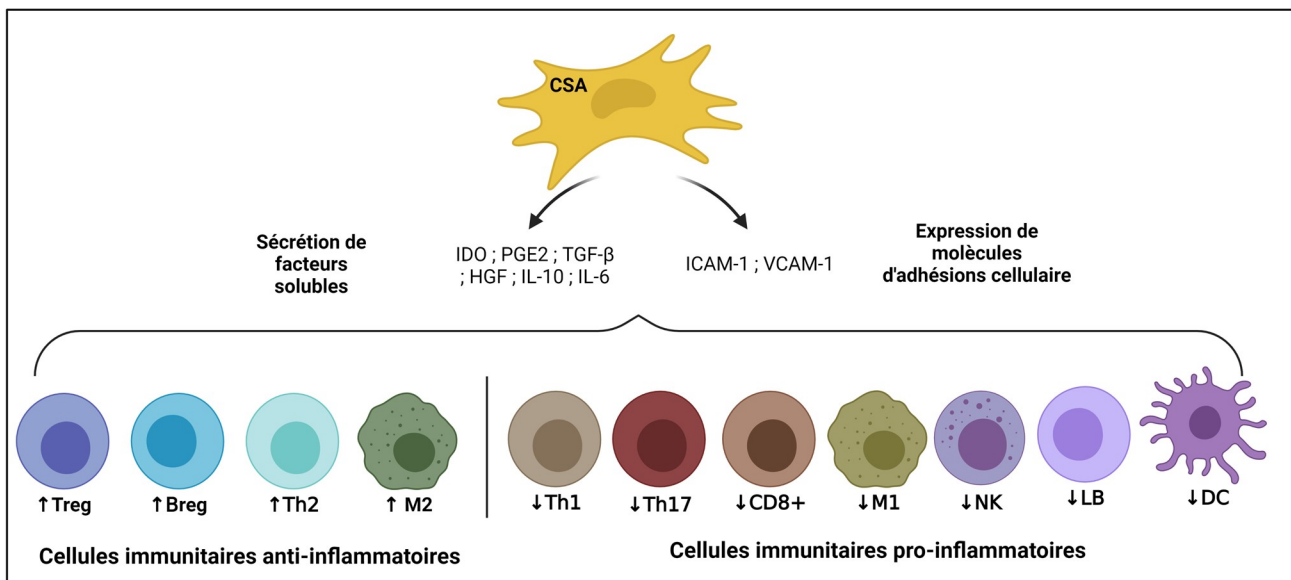 CSA
Sécrétion de
facteurs
solubles
IDO ; PGE2 ; TGF-β
; HGF ; IL-10 ; IL-6
ICAM-1 ; VCAM-1
Expression de
molècules
d'adhésions cellulaire
↑Treg
↑Breg
↑Th2
↑ M2
↓Th1
↓Th17
↓CD8+
↓M1
↓NK
↓LB
↓DC
Cellules immunitaires anti-inflammatoires
Cellules immunitaires pro-inflammatoires